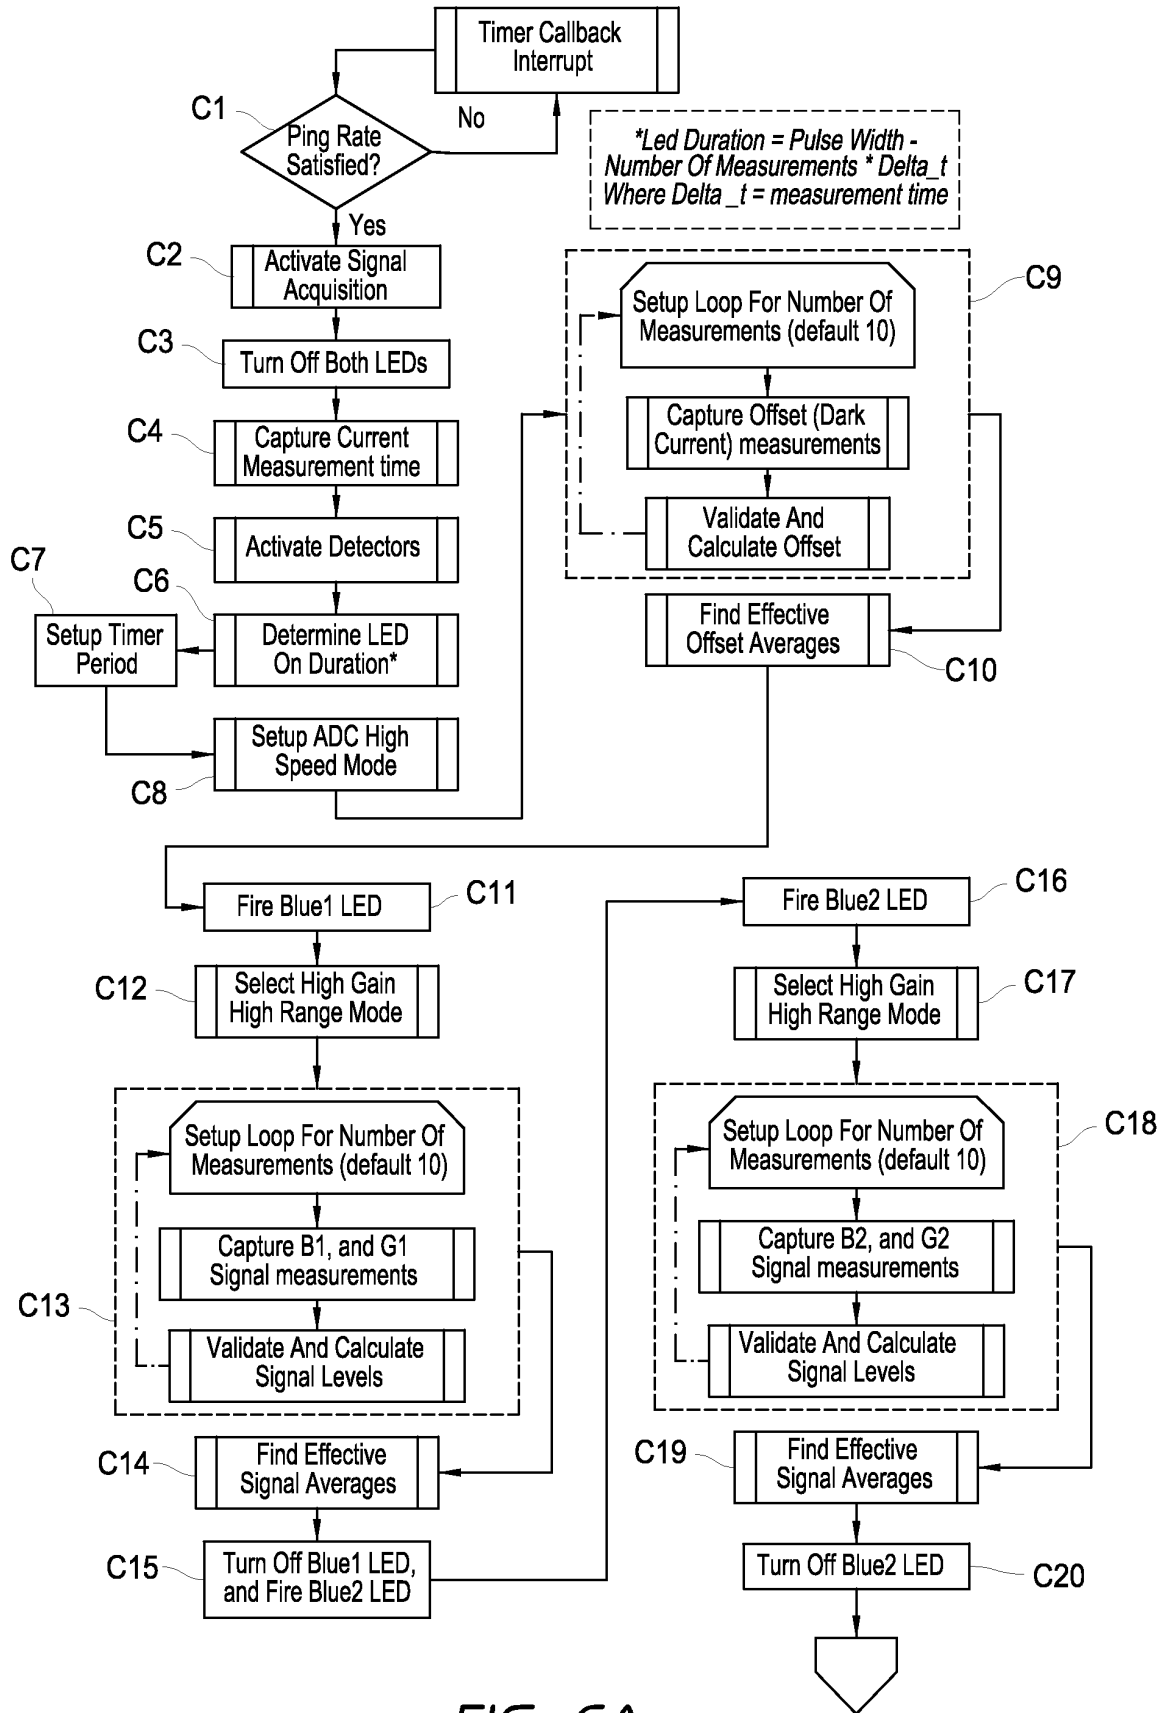 Timer Callback
Interrupt
C1
No
Ping Rate
Satisfied?
Yes
*Led Duration = Pulse Width -
Number Of Measurements * Delta_t
Where Delta _t = measurement time
C2
Activate Signal
Acquisition
C3
Turn Off Both LEDs
C4
Capture Current
Measurement time
C5
Activate Detectors
C6
Determine LED
On Duration*
C7
Setup Timer
Period
C8
Setup ADC High
Speed Mode
C9
Setup Loop For Number Of
Measurements (default 10)
Capture Offset (Dark
Current) measurements
Validate And
Calculate Offset
Find Effective
Offset Averages
C10
Fire Blue1 LED
C11
C12
Select High Gain
High Range Mode
Setup Loop For Number Of
Measurements (default 10)
Capture B1, and G1
Signal measurements
C13
Validate And Calculate
Signal Levels
C14
Find Effective
Signal Averages
C15
Turn Off Blue1 LED,
and Fire Blue2 LED
Fire Blue2 LED
C16
Select High Gain
High Range Mode
C17
Setup Loop For Number Of
Measurements (default 10)
C18
Capture B2, and G2
Signal measurements
Validate And Calculate
Signal Levels
C19
Find Effective
Signal Averages
Turn Off Blue2 LED
C20
FIG. 6A